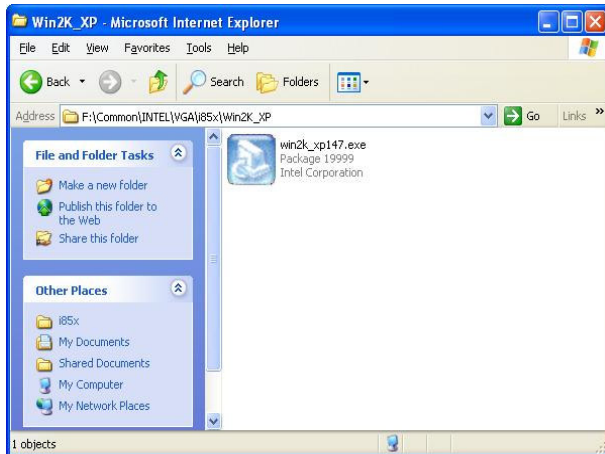 Win2K_XP - Microsoft Internet Explorer
File Edit View Favorites Tools Help
Back Search Folders
Address F:\Common\INTEL\VGA\i85x\Win2K_XP Go Links »
File and Folder Tasks
Make a new folder
Publish this folder to
the Web
Share this folder
Other Places
i85x
My Documents
Shared Documents
My Computer
My Network Places
win2k_xp147.exe
Package 19999
Intel Corporation
1 objects